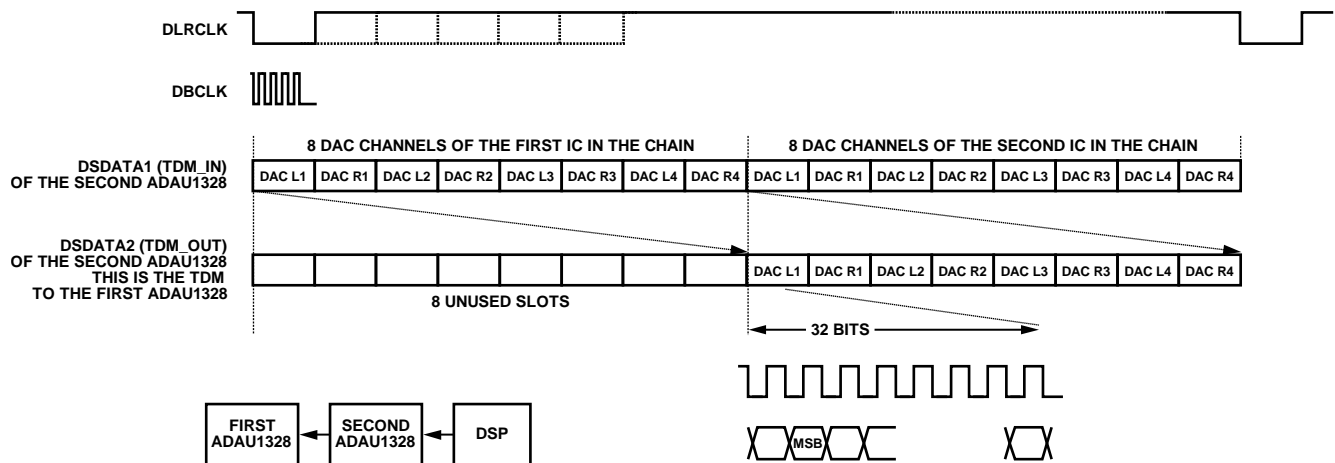 DLRCLK
DBCLK
8 DAC CHANNELS OF THE FIRST IC IN THE CHAIN
8 DAC CHANNELS OF THE SECOND IC IN THE CHAIN
DSDATA1 (TDM_IN)
OF THE SECOND ADAU1328
DAC L1 DAC R1 DAC L2 DAC R2 DAC L3 DAC R3 DAC L4 DAC R4 DAC L1 DAC R1 DAC L2 DAC R2 DAC L3 DAC R3 DAC L4 DAC R4
DSDATA2 (TDM_OUT)
OF THE SECOND ADAU1328
THIS IS THE TDM
TO THE FIRST ADAU1328
DAC L1 DAC R1 DAC L2 DAC R2 DAC L3 DAC R3 DAC L4 DAC R4
8 UNUSED SLOTS
32 BITS
FIRST
ADAU1328
SECOND
ADAU1328
DSP
MSB